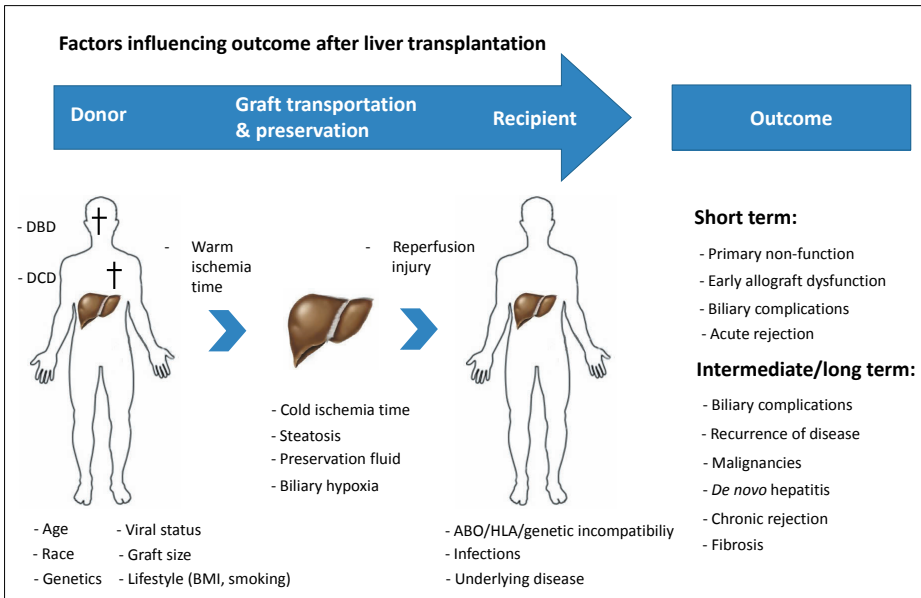 Factors influencing outcome after liver transplantation
Donor
Graft transportation
& preservation
Recipient
Outcome
- DBD
- DCD
- Warm
ischemia
time
- Reperfusion
injury
- Cold ischemia time
- Steatosis
- Preservation fluid
- Biliary hypoxia
- Age
- Race
- Genetics
- Viral status
- Graft size
- Lifestyle (BMI, smoking)
- ABO/HLA/genetic incompatibiliy
- Infections
- Underlying disease
Short term:
- Primary non-function
- Early allograft dysfunction
- Biliary complications
- Acute rejection
Intermediate/long term:
- Biliary complications
- Recurrence of disease
- Malignancies
- De novo hepatitis
- Chronic rejection
- Fibrosis